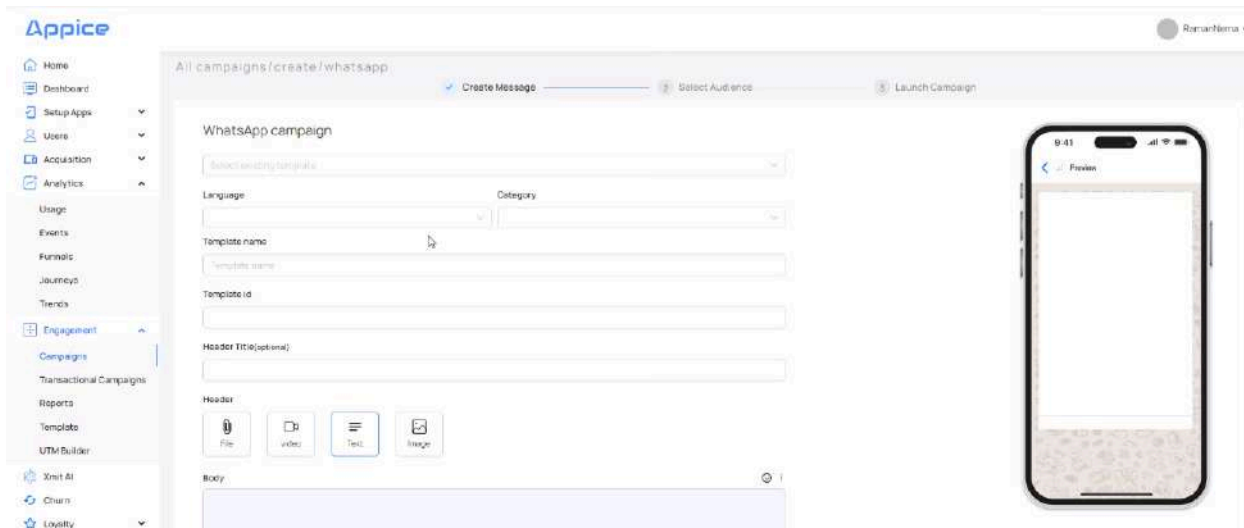 Appice
RamanNema
Home
Dashboard
Setup Apps
Users
Acquisition
Analytics
Usage
Events
Funnels
Journeys
Trends
Engagement
Campaigns
Transactional Campaigns
Reports
Template
UTM Builder
Xmit AI
Churn
Loyalty
All campaigns/create/whatsapp
Create Message
2 Select Audience
3 Launch Campaign
WhatsApp campaign
Select existing template
Language
Category
Template name
Template name
Template id
Header Title(optional)
Header
File
video
Text
Image
Body
9:41
Preview